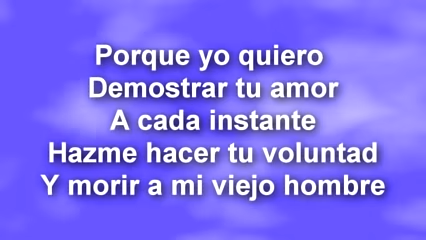 Porque yo quiero
Demostrar tu amor
A cada instante
Hazme hacer tu voluntad
Y morir a mi viejo hombre